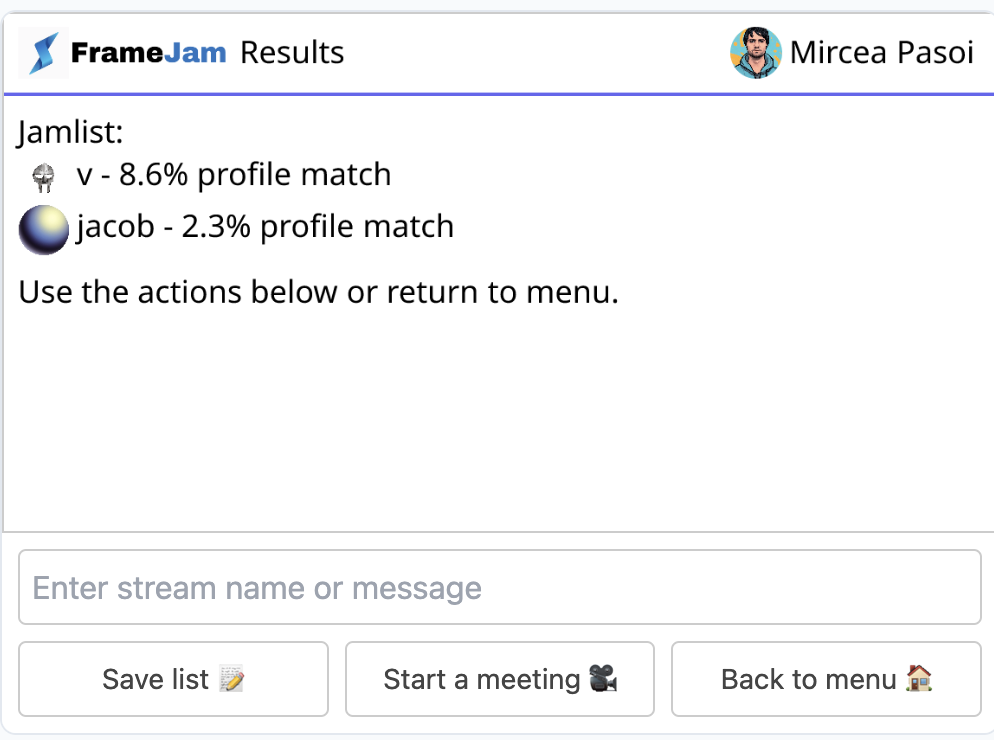 FrameJam Results Mircea Pasoi
Jamlist:
v - 8.6% profile match
jacob - 2.3% profile match
Use the actions below or return to menu.
Enter stream name or message
Save list 📝 Start a meeting 🎥 Back to menu 🏠